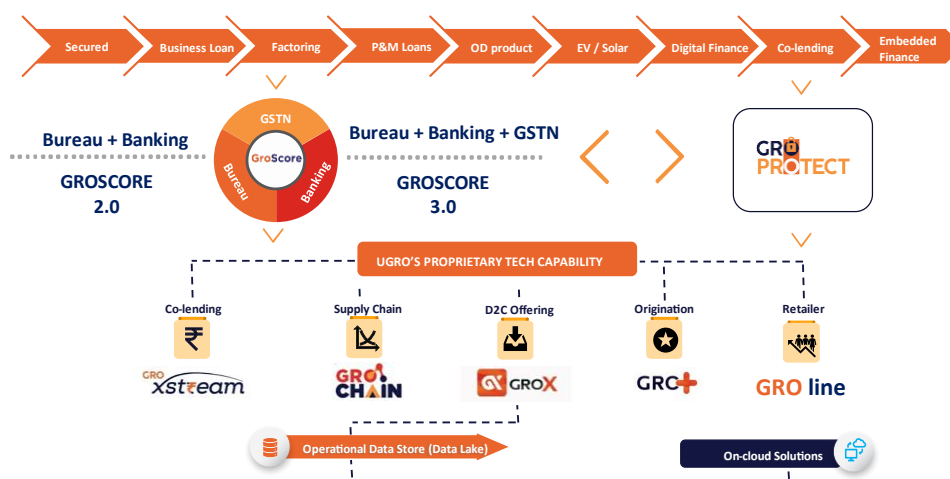 Secured
Business Loan
Factoring
P&M Loans
OD product
EV / Solar
Digital Finance
Co-lending
Embedded
Finance
Bureau + Banking
GROSCORE
2.0
GSTN
GroScore
Bureau
Banking
Bureau + Banking + GSTN
GROSCORE
3.0
GRO
PROTECT
UGRO'S PROPRIETARY TECH CAPABILITY
Co-lending
Supply Chain
D2C Offering
Origination
Retailer
₹
GRO
xstream
GRO
CHAIN
GX
GROX
GRO+
GRO line
Operational Data Store (Data Lake)
On-cloud Solutions